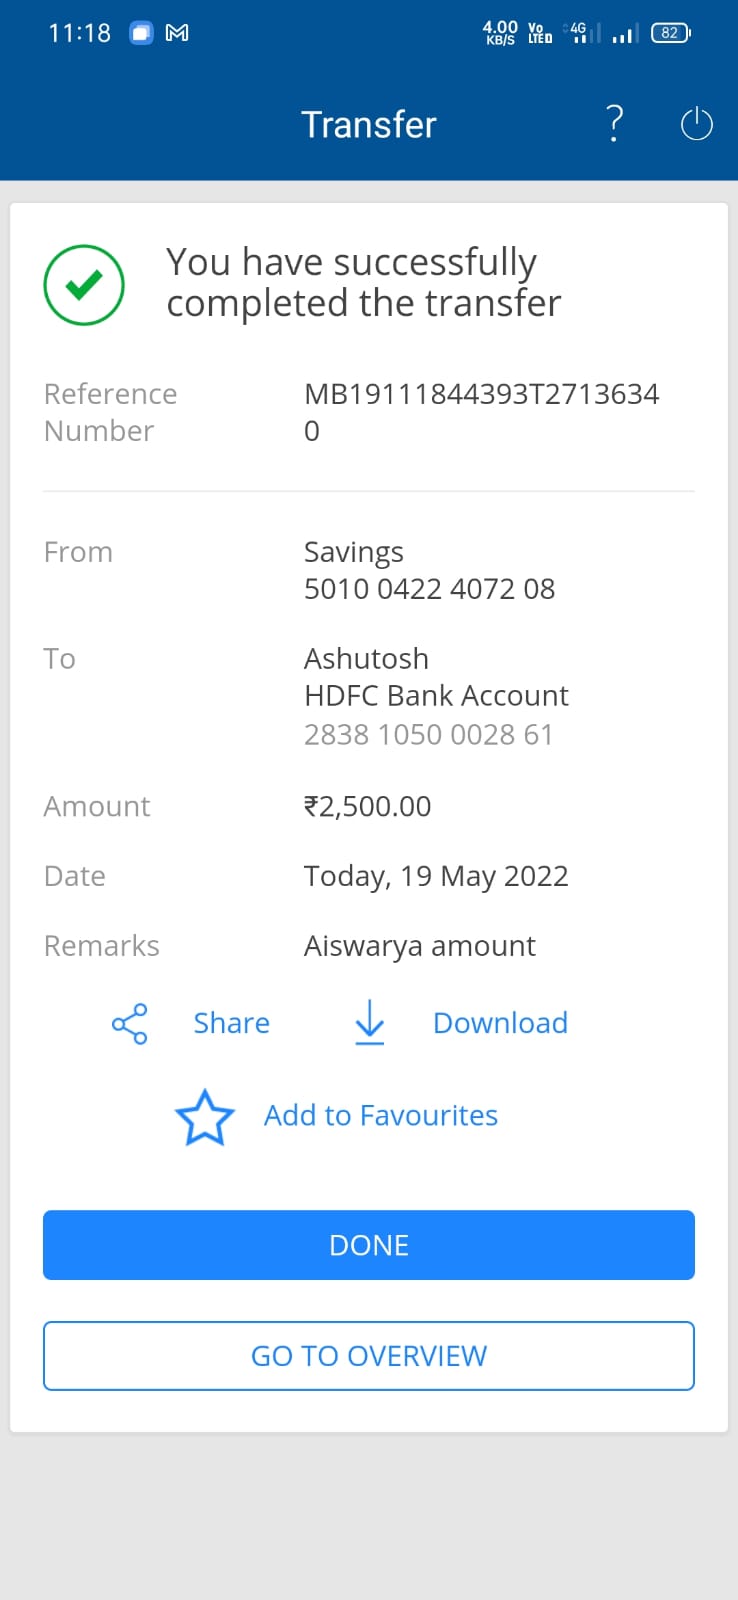 11:18 4.00 KB/S Vo LTE 4G 82
Transfer ?
You have successfully
completed the transfer
Reference Number MB19111844393T2713634
0
From Savings
5010 0422 4072 08
To Ashutosh
HDFC Bank Account
2838 1050 0028 61
Amount ₹2,500.00
Date Today, 19 May 2022
Remarks Aiswarya amount
Share Download
Add to Favourites
DONE
GO TO OVERVIEW